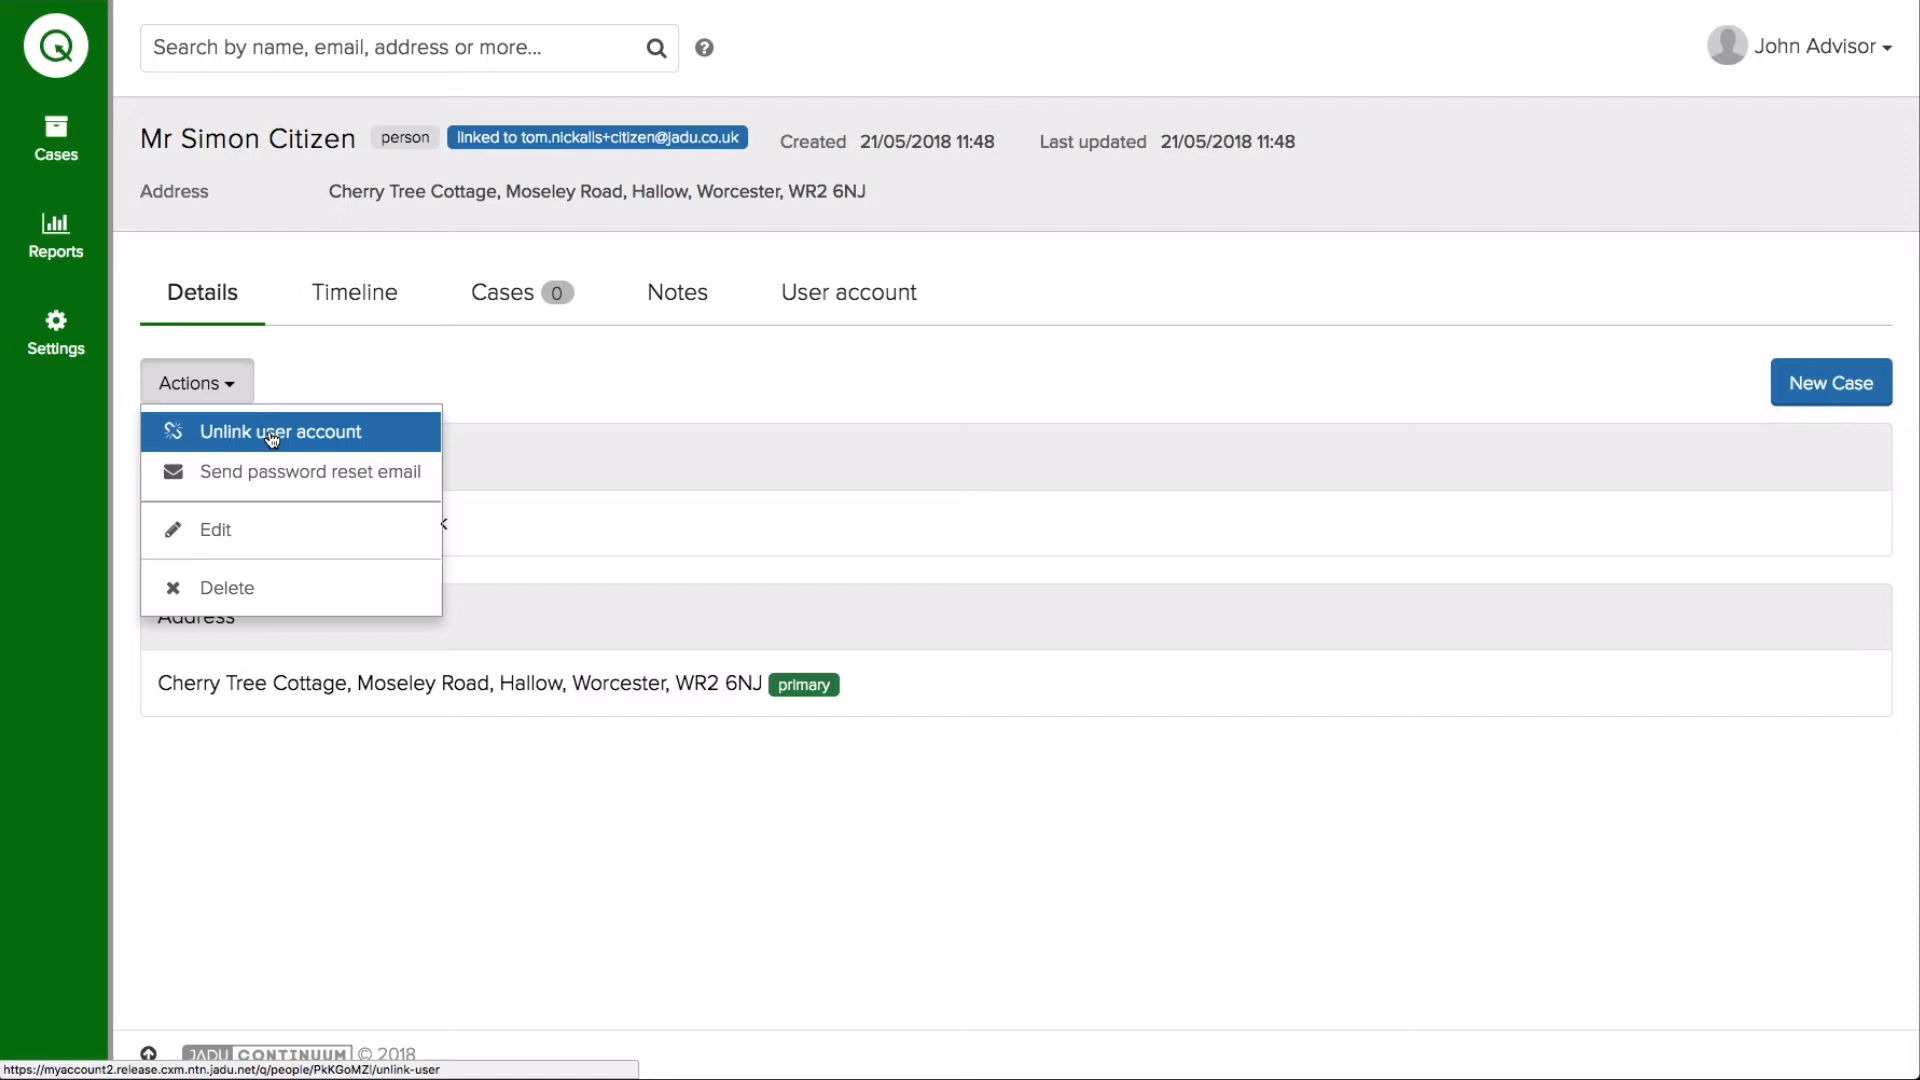 Search by name, email, address or more...
John Advisor
Cases
Reports
Settings
Mr Simon Citizen person linked to tom.nickalls+citizen@jadu.co.uk Created 21/05/2018 11:48 Last updated 21/05/2018 11:48
Address Cherry Tree Cottage, Moseley Road, Hallow, Worcester, WR2 6NJ
Details Timeline Cases 0 Notes User account
Actions
New Case
Unlink user account
Send password reset email
Edit
Delete
Address
Cherry Tree Cottage, Moseley Road, Hallow, Worcester, WR2 6NJ primary
JADU CONTINUUM © 2018
https://myaccount2.release.cxm.ntn.jadu.net/q/people/PkKGoMZl/unlink-user